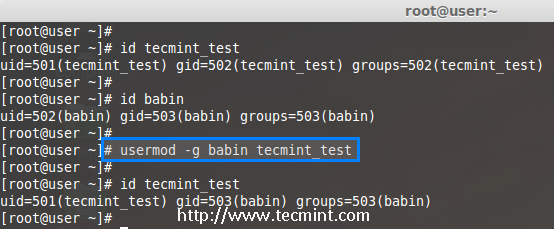 root@user:~
[root@user ~]#
[root@user ~]# id tecmint_test
uid=501(tecmint_test) gid=502(tecmint_test) groups=502(tecmint_test)
[root@user ~]#
[root@user ~]# id babin
uid=502(babin) gid=503(babin) groups=503(babin)
[root@user ~]#
[root@user ~]# usermod -g babin tecmint_test
[root@user ~]#
[root@user ~]# id tecmint_test
uid=501(tecmint_test) gid=503(babin) groups=503(babin)
[root@user ~]#
http://www.tecmint.com